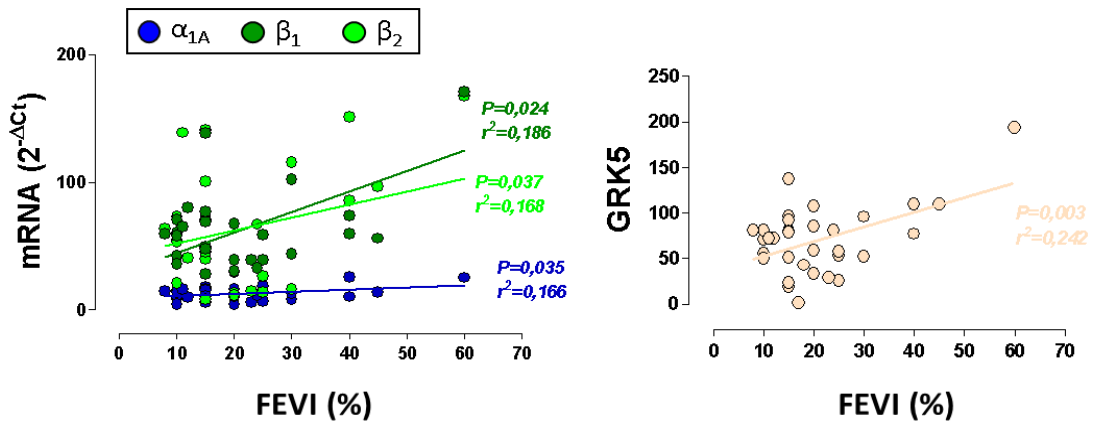 α1A β1 β2
mRNA (2-ΔCt)
200
100
0
0 10 20 30 40 50 60 70
FEVI (%)
P=0,024
r2=0,186
P=0,037
r2=0,168
P=0,035
r2=0,166
GRK5
250
200
150
100
50
0
0 10 20 30 40 50 60 70
FEVI (%)
P=0,003
r2=0,242